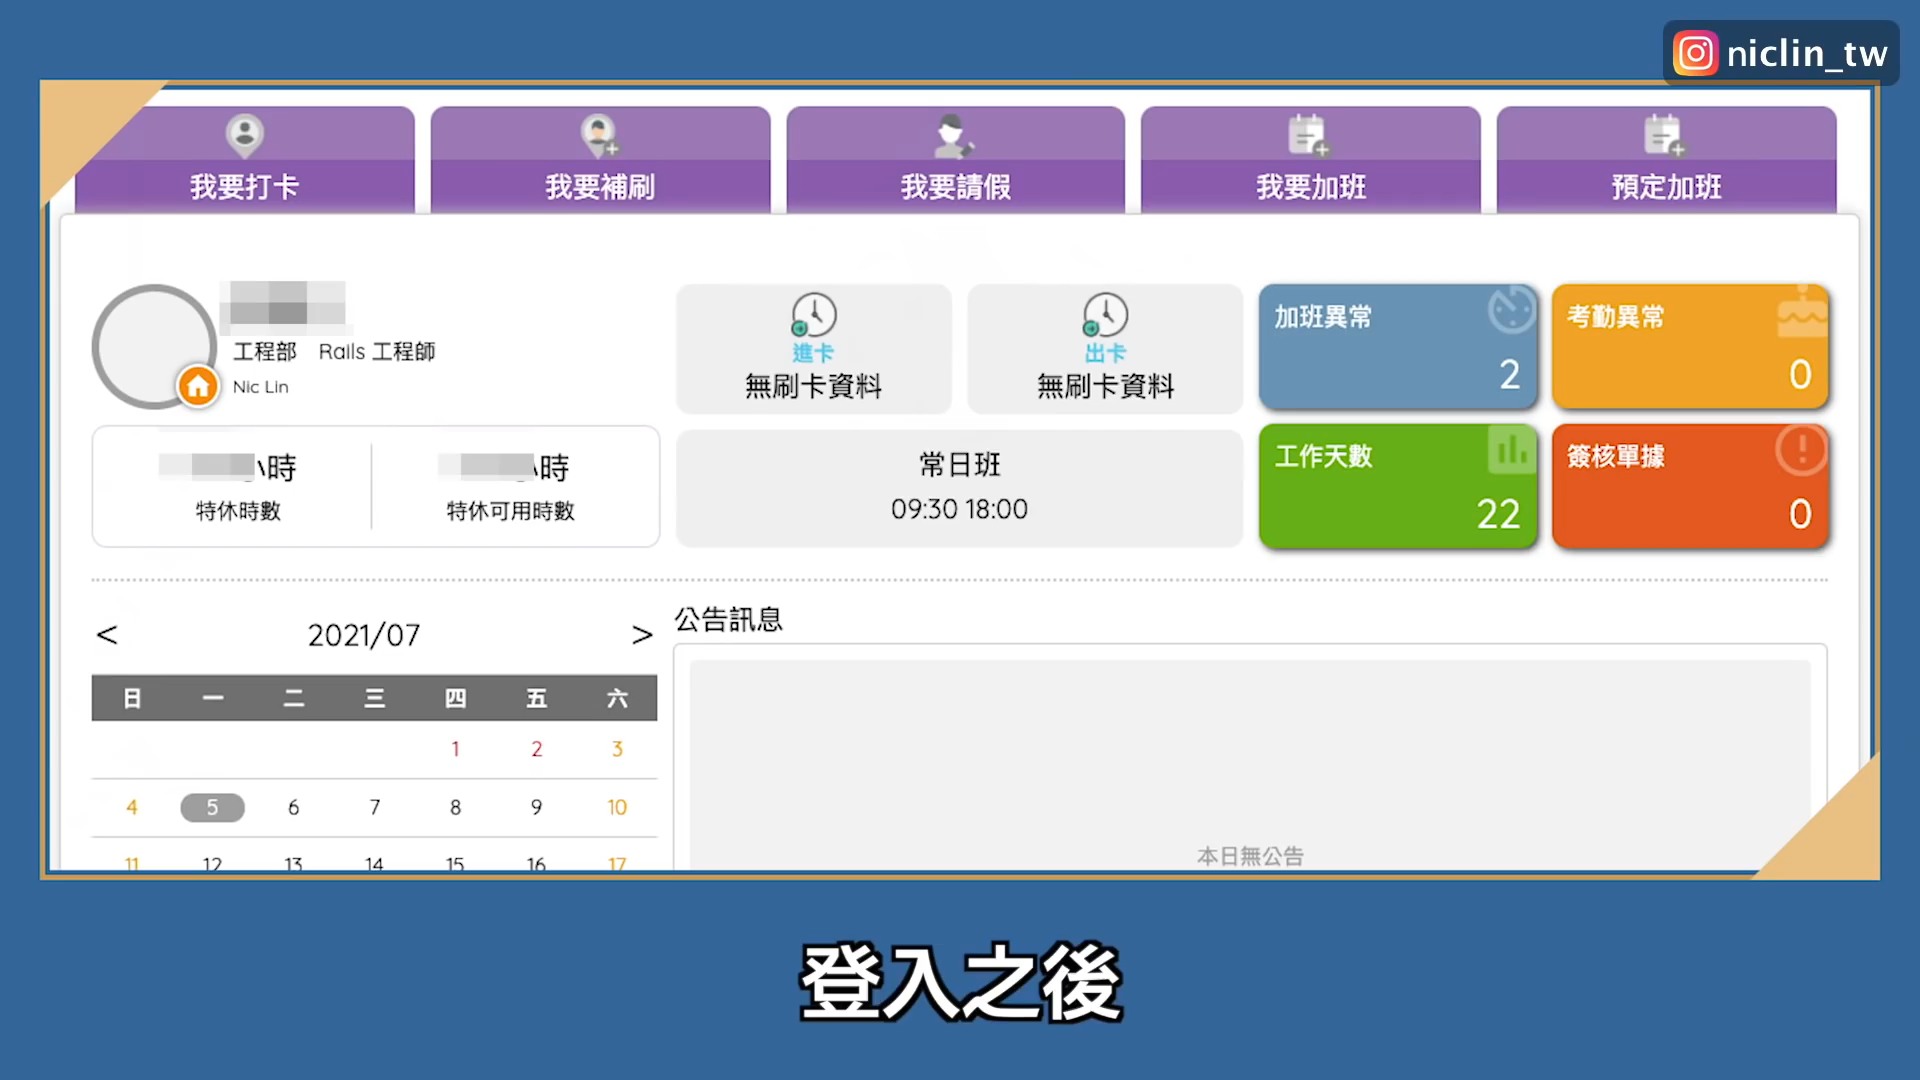 niclin_tw
我要打卡
我要補刷
我要請假
我要加班
預定加班
工程部 Rails 工程師
Nic Lin
進卡
無刷卡資料
出卡
無刷卡資料
加班異常
2
考勤異常
0
小時
特休時數
小時
特休可用時數
常日班
09:30 18:00
工作天數
22
簽核單據
0
< 2021/07 >
日 一 二 三 四 五 六
1 2 3
4 5 6 7 8 9 10
11 12 13 14 15 16 17
公告訊息
本日無公告
登入之後